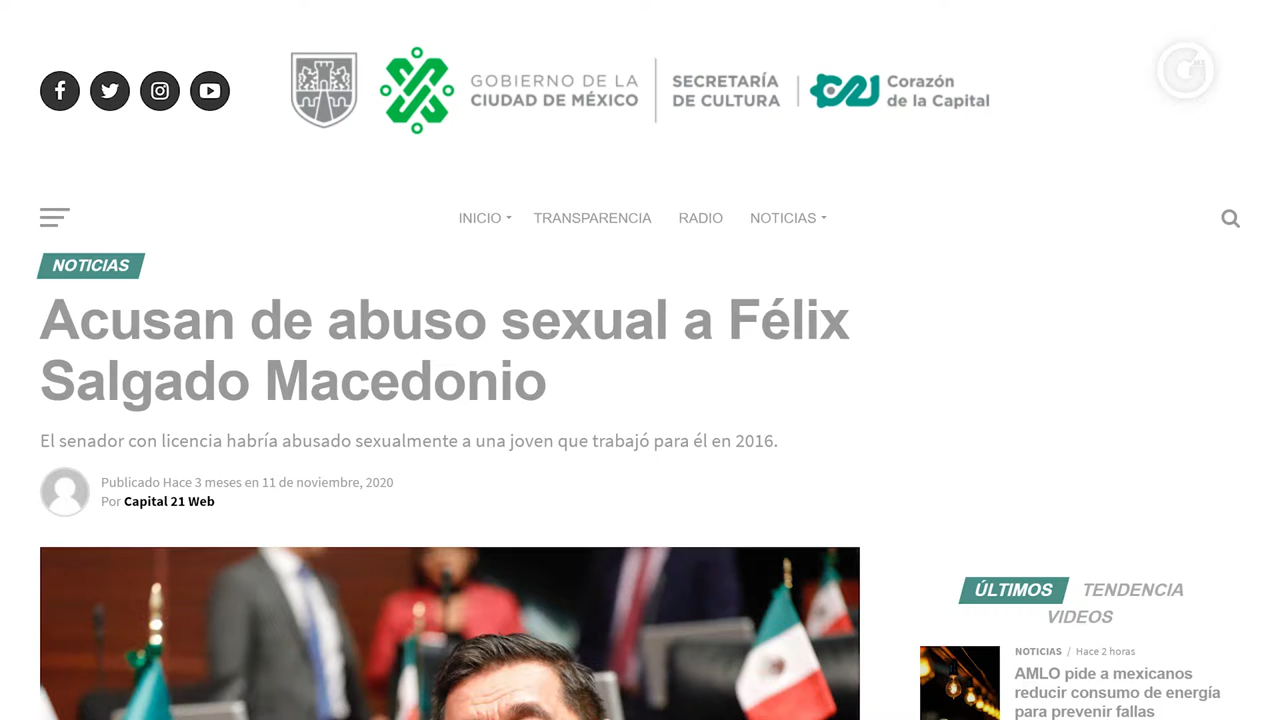 GOBIERNO DE LA
CIUDAD DE MÉXICO
SECRETARÍA
DE CULTURA
Corazón
de la Capital
INICIO
TRANSPARENCIA
RADIO
NOTICIAS
NOTICIAS
Acusan de abuso sexual a Félix
Salgado Macedonio
El senador con licencia habría abusado sexualmente a una joven que trabajó para él en 2016.
Publicado Hace 3 meses en 11 de noviembre, 2020
Por Capital 21 Web
ÚLTIMOS
TENDENCIA
VIDEOS
NOTICIAS / Hace 2 horas
AMLO pide a mexicanos
reducir consumo de energía
para prevenir fallas